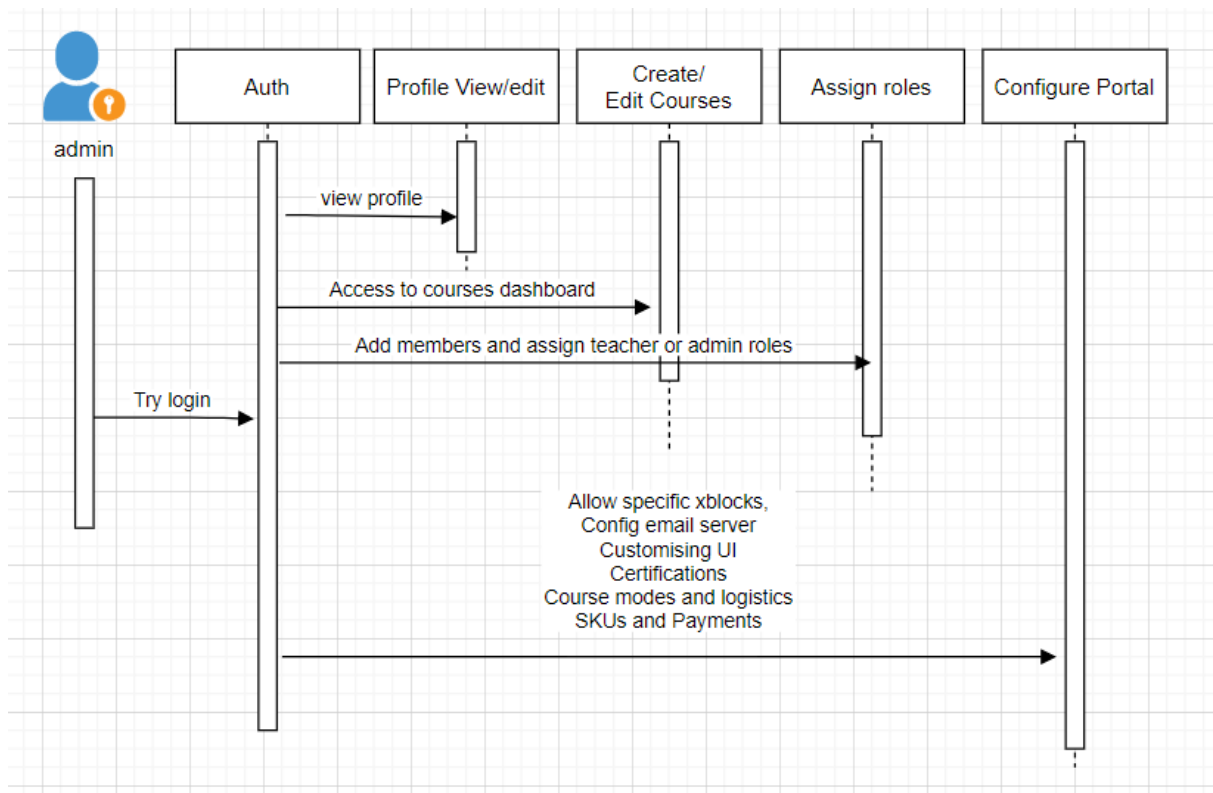 Auth
Profile View/edit
Create/
Edit Courses
Assign roles
Configure Portal
admin
view profile
Access to courses dashboard
Add members and assign teacher or admin roles
Try login
Allow specific xblocks,
Config email server
Customising UI
Certifications
Course modes and logistics
SKUs and Payments